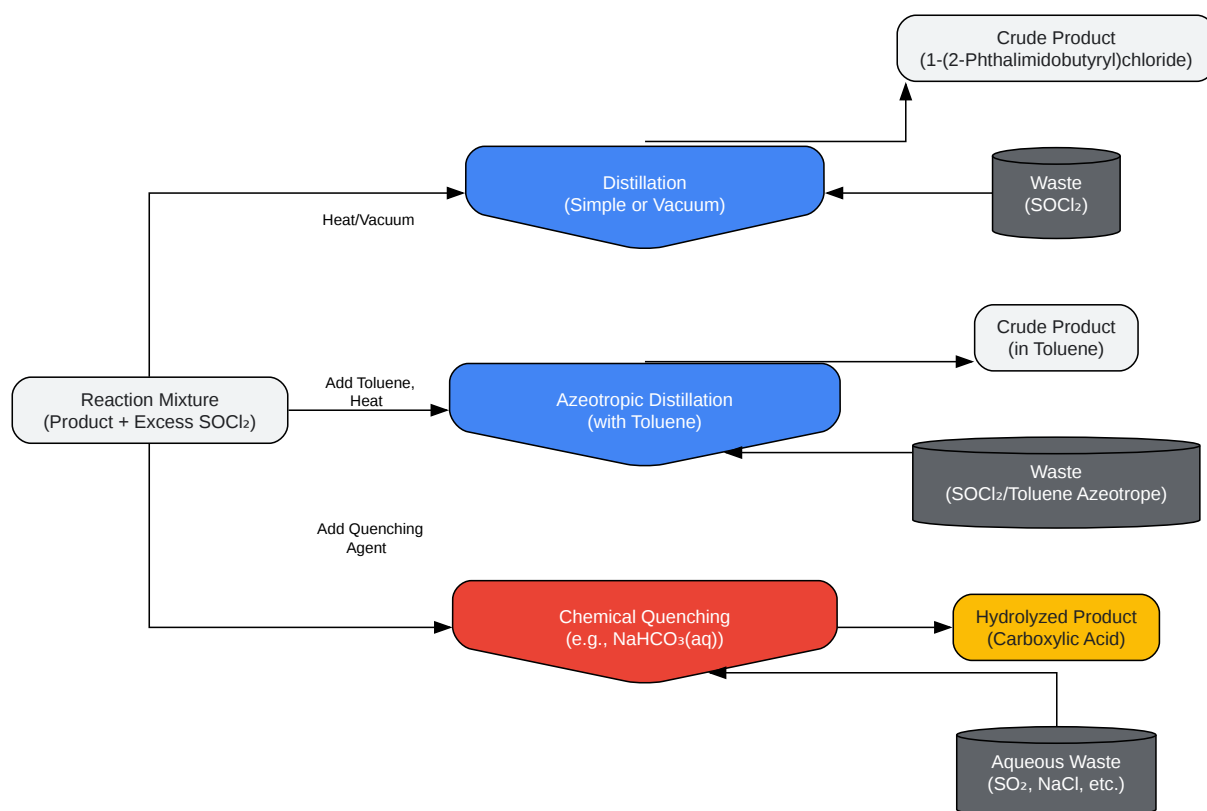 Crude Product
(1-(2-Phthalimidobutyryl)chloride)
Distillation
(Simple or Vacuum)
Waste
(SOCl₂)
Heat/Vacuum
Crude Product
(in Toluene)
Reaction Mixture
(Product + Excess SOCl₂)
Add Toluene,
Heat
Azeotropic Distillation
(with Toluene)
Waste
(SOCl₂/Toluene Azeotrope)
Add Quenching
Agent
Chemical Quenching
(e.g., NaHCO₃(aq))
Hydrolyzed Product
(Carboxylic Acid)
Aqueous Waste
(SO₂, NaCl, etc.)